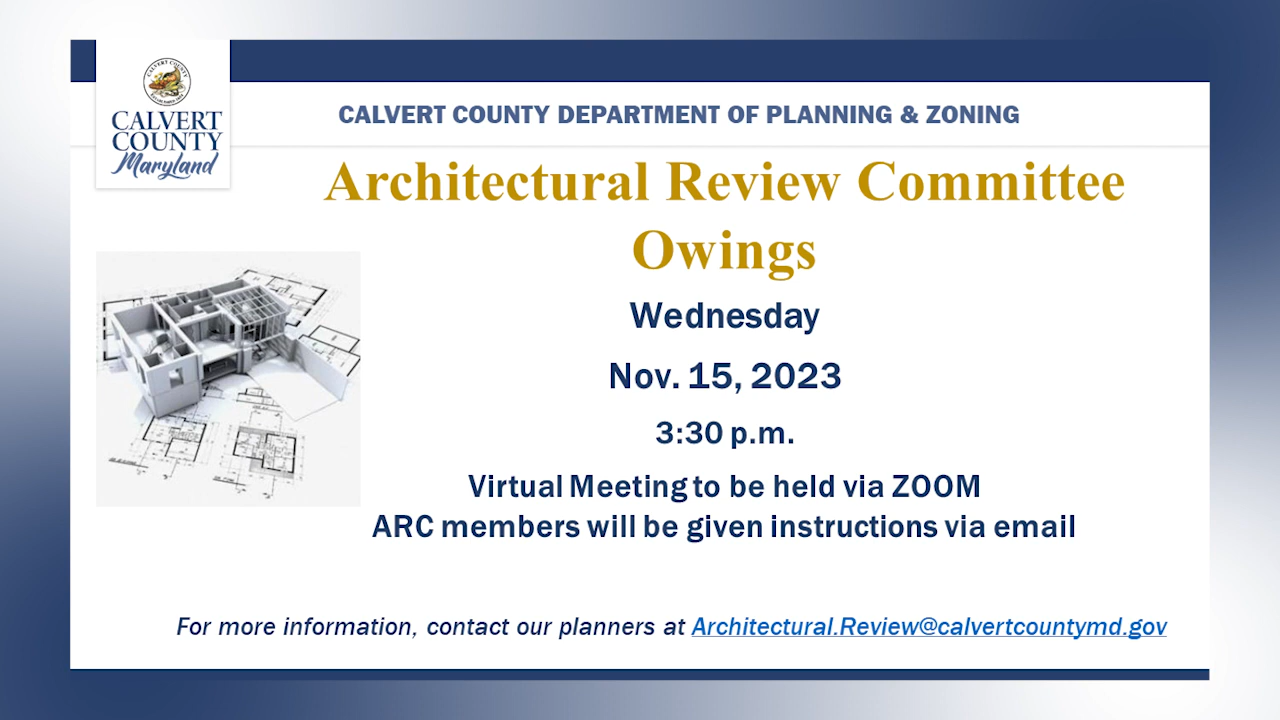 CALVERT COUNTY
CALVERT
COUNTY
Maryland
CALVERT COUNTY DEPARTMENT OF PLANNING & ZONING
Architectural Review Committee
Owings
Wednesday
Nov. 15, 2023
3:30 p.m.
Virtual Meeting to be held via ZOOM
ARC members will be given instructions via email
For more information, contact our planners at Architectural.Review@calvertcountymd.gov